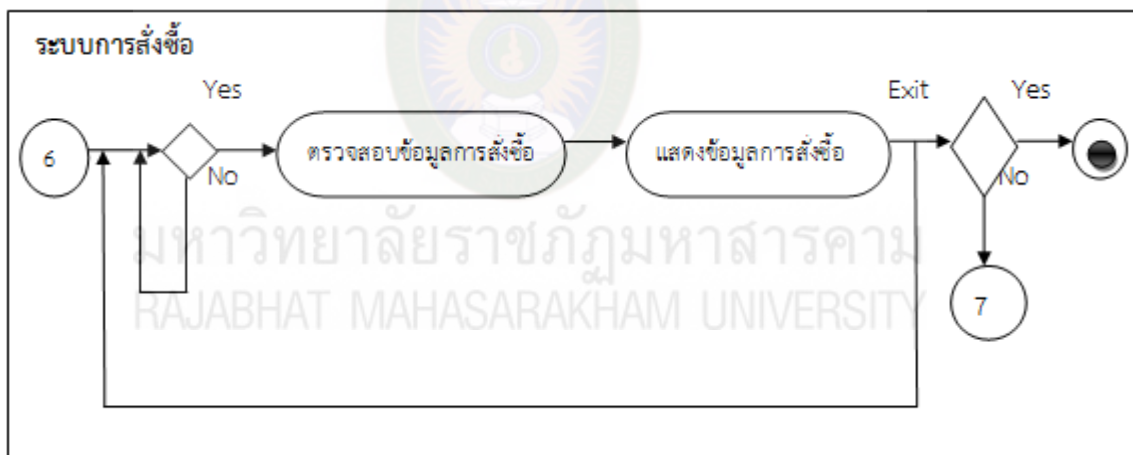 ระบบการสั่งซื้อ
Yes
Exit
Yes
6
ตรวจสอบข้อมูลการสั่งซื้อ
แสดงข้อมูลการสั่งซื้อ
No
No
มหาวิทยาลัยราชภัฏมหาสารคาม
RAJABHAT MAHASARAKHAM UNIVERSITY
7